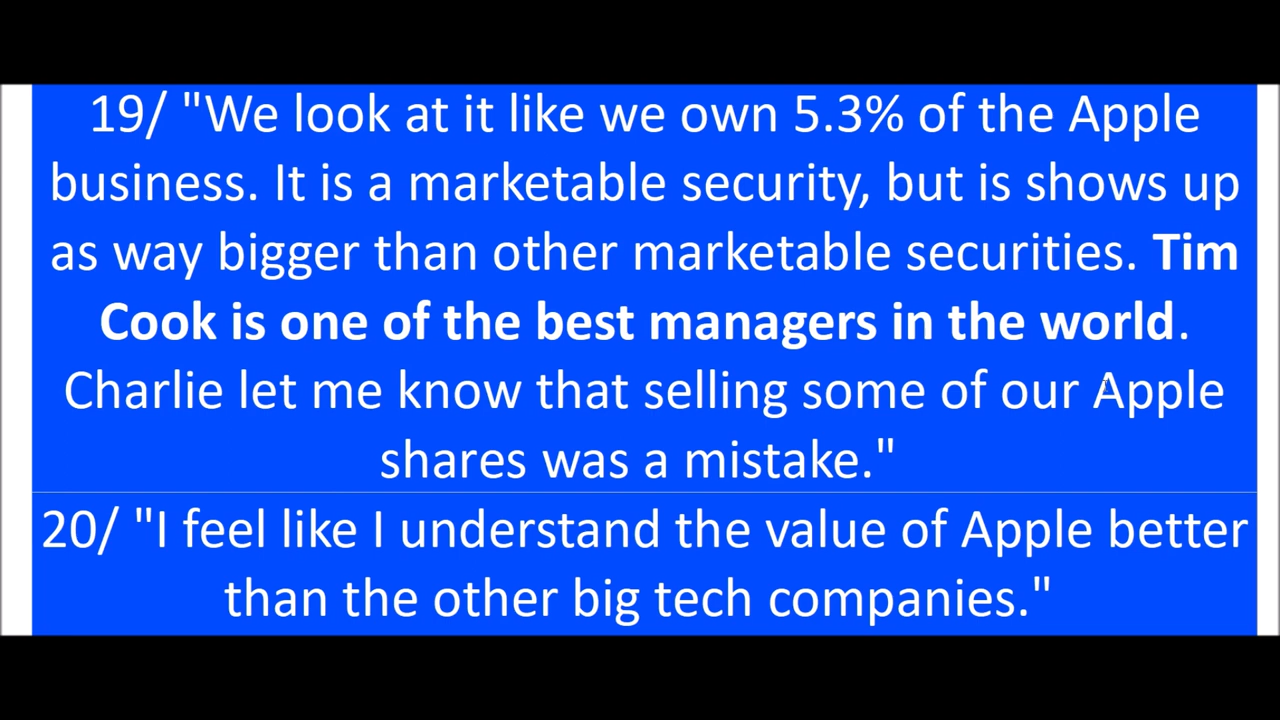 19/ "We look at it like we own 5.3% of the Apple
business. It is a marketable security, but is shows up
as way bigger than other marketable securities. Tim
Cook is one of the best managers in the world.
Charlie let me know that selling some of our Apple
shares was a mistake."
20/ "I feel like I understand the value of Apple better
than the other big tech companies."